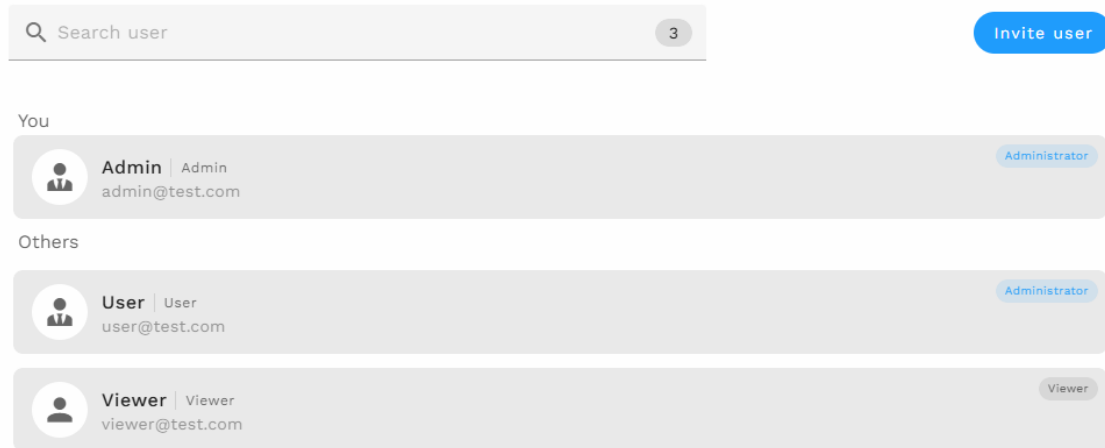 Search user
3
Invite user
You
Admin | Admin
Administrator
admin@test.com
Others
User | User
Administrator
user@test.com
Viewer | Viewer
Viewer
viewer@test.com